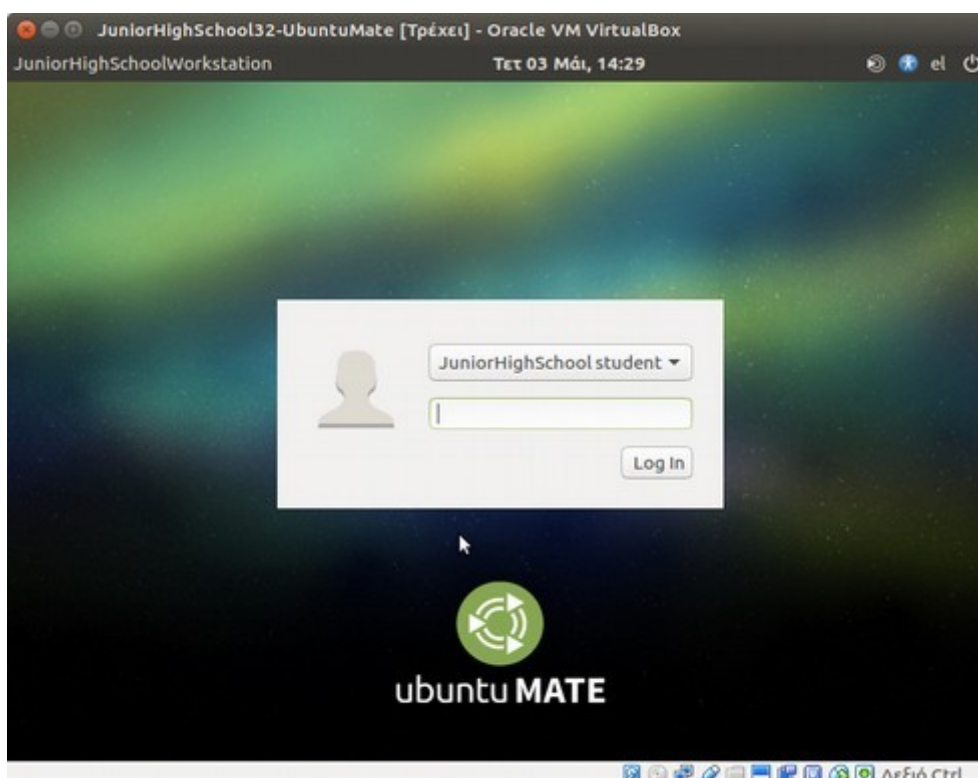 JuniorHighSchool32-UbuntuMate [Τρέχει] - Oracle VM VirtualBox
JuniorHighSchoolWorkstation Τετ 03 Μάι, 14:29 el
JuniorHighSchool student
Log In
ubuntu MATE
Δεξιό Ctrl